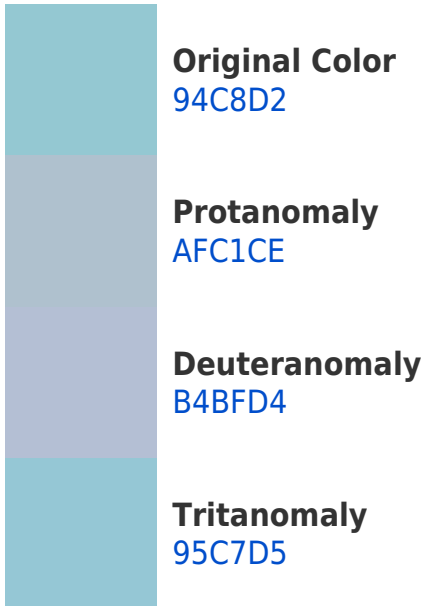 Original Color
94C8D2
Protanomaly
AFC1CE
Deuteranomaly
B4BFD4
Tritanomaly
95C7D5